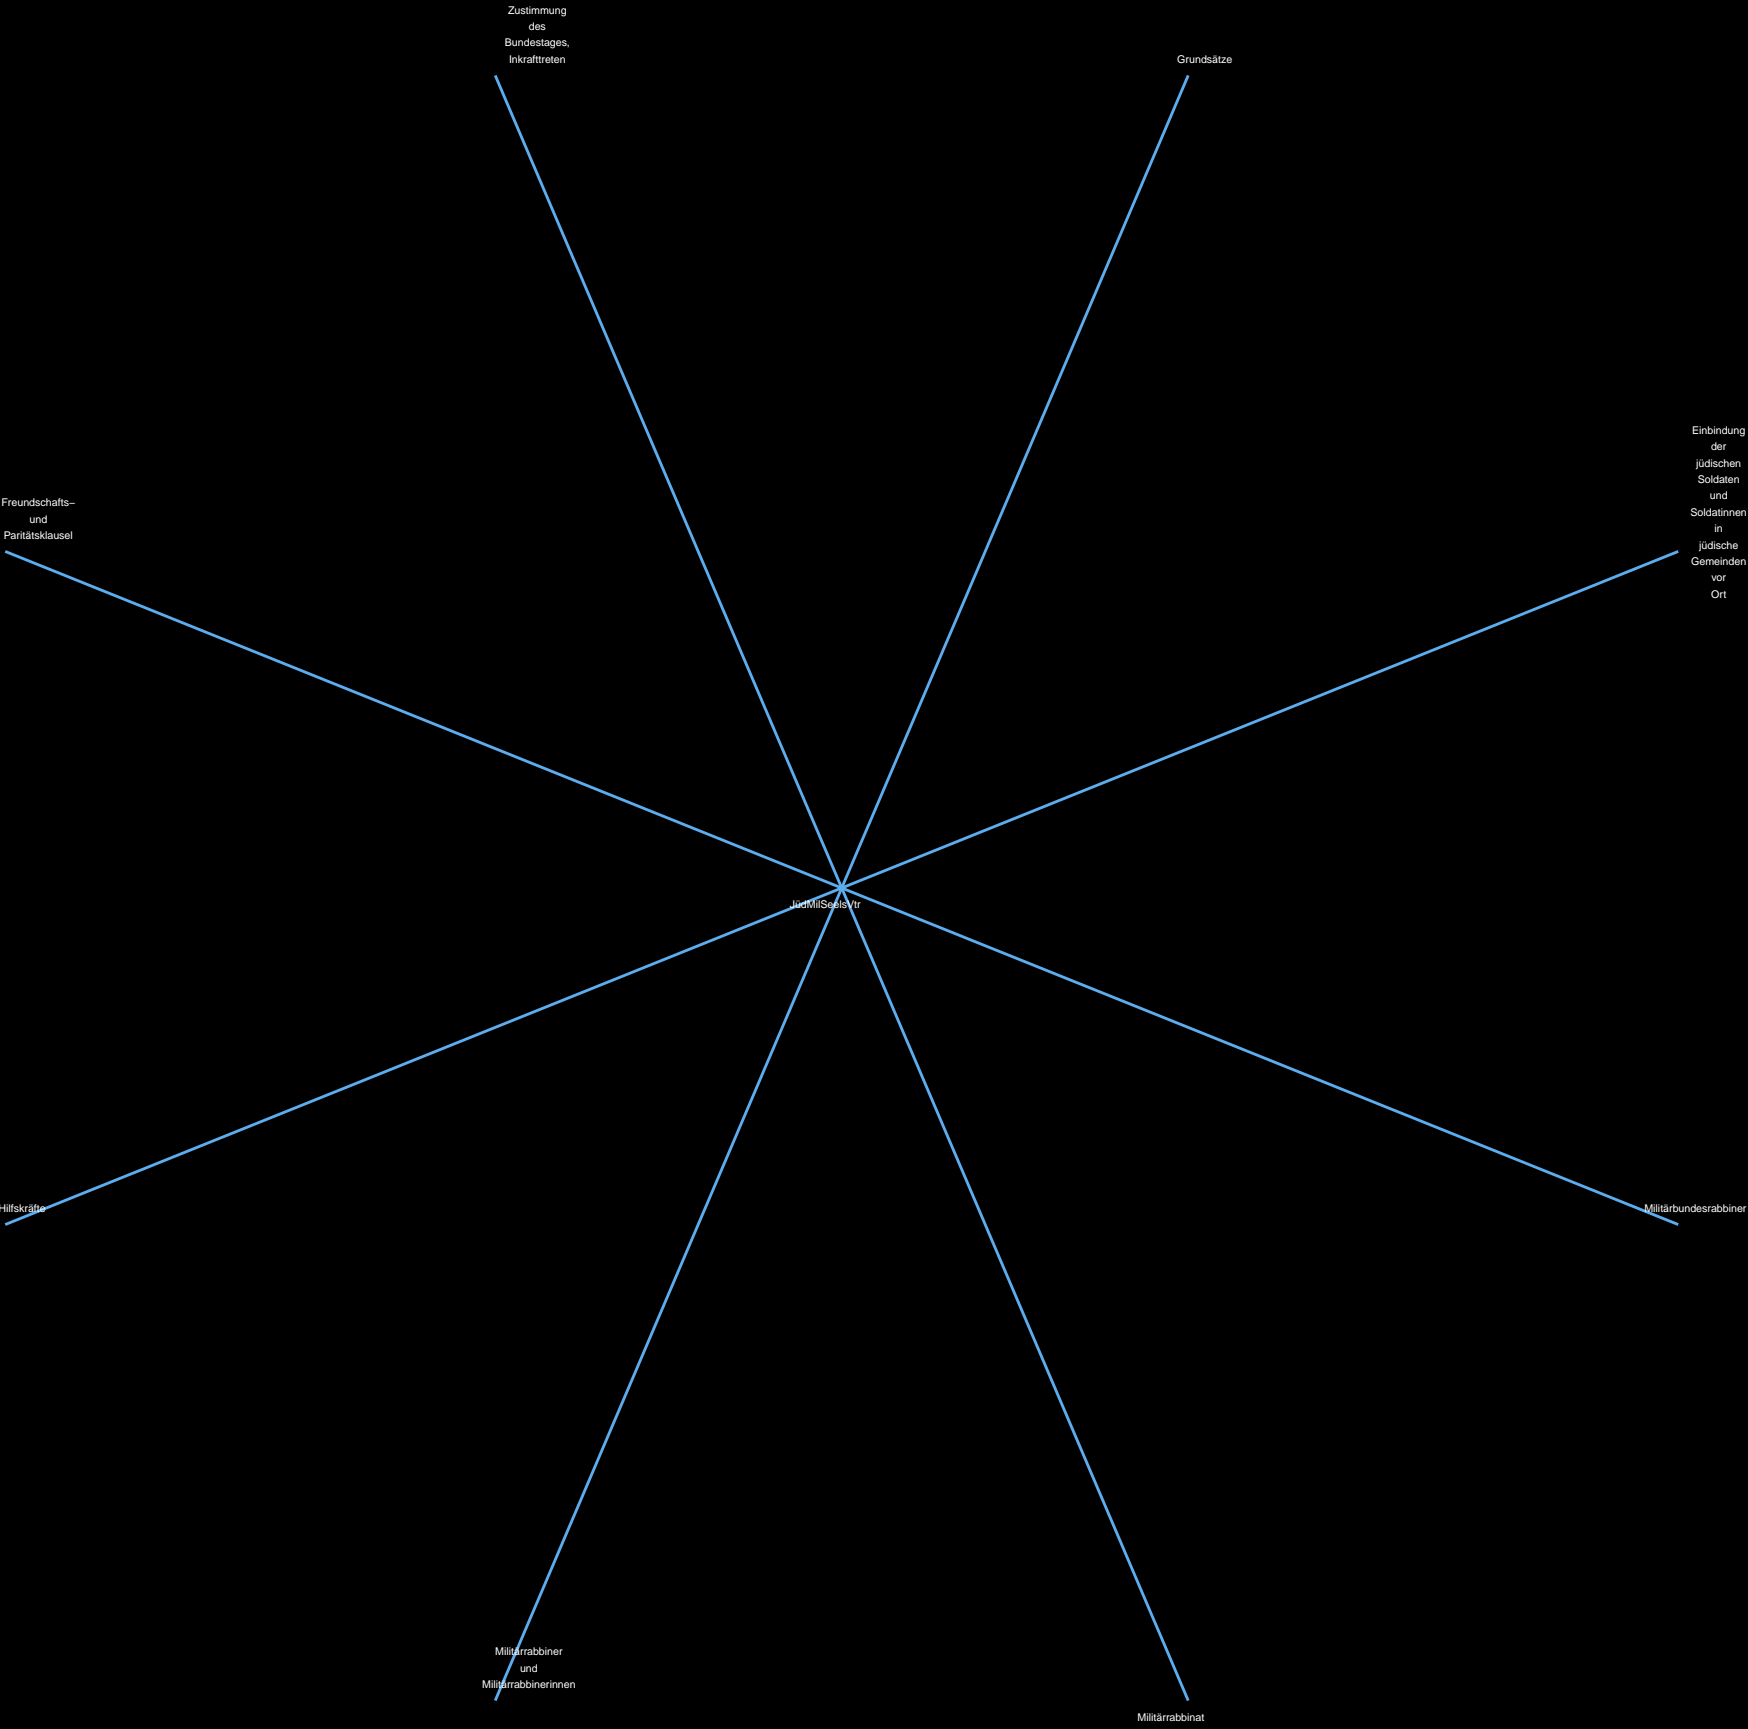 Zustimmung
des
Bundestages,
Inkrafttreten
Grundsätze
Einbindung
der
jüdischen
Soldaten
und
Soldatinnen
in
jüdische
Gemeinden
vor
Ort
Freundschafts–
und
Paritätsklausel
JüdMilSeelsVtr
Hilfskräfte
Militärbundesrabbiner
Militärrabbiner
und
Militärrabbinerinnen
Militärrabbinat